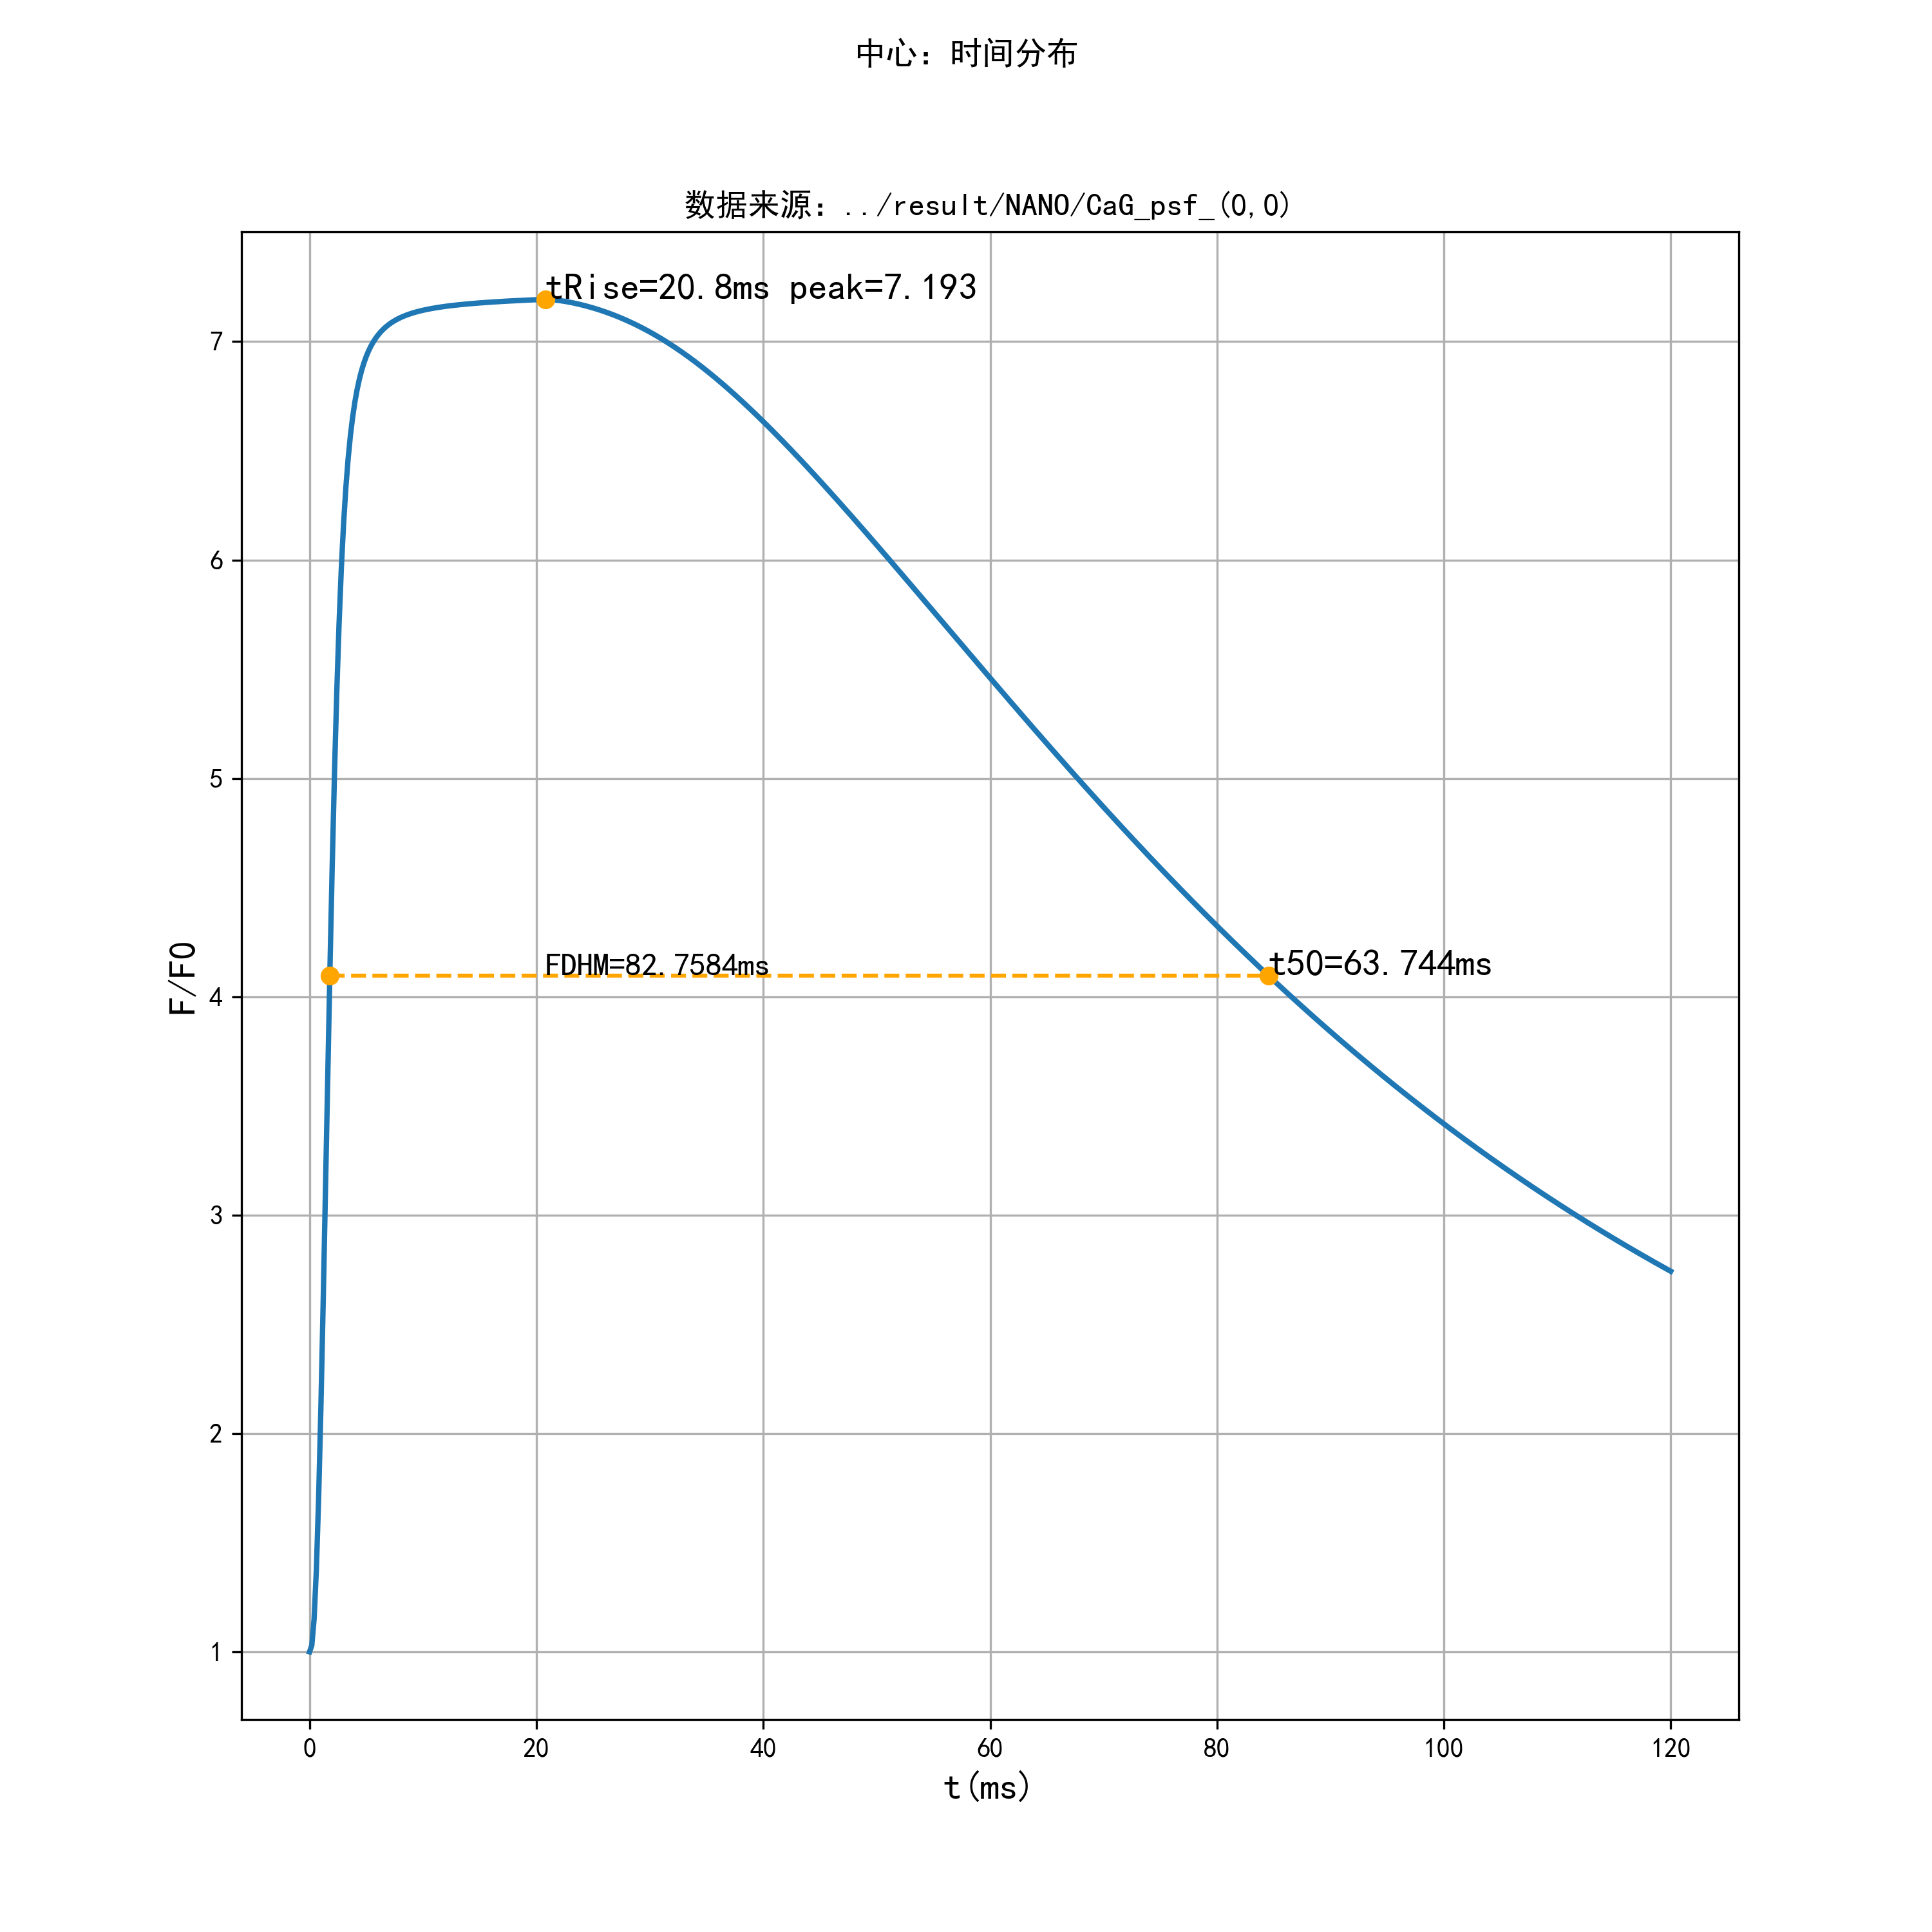 中心：时间分布
数据来源：../result/NANO/CaG_psf_(0,0)
tRise=20.8ms peak=7.193
7
6
5
FDHM=82.7584ms
t50=63.744ms
F/F0
4
3
2
1
0 20 40 60 80 100 120
t(ms)